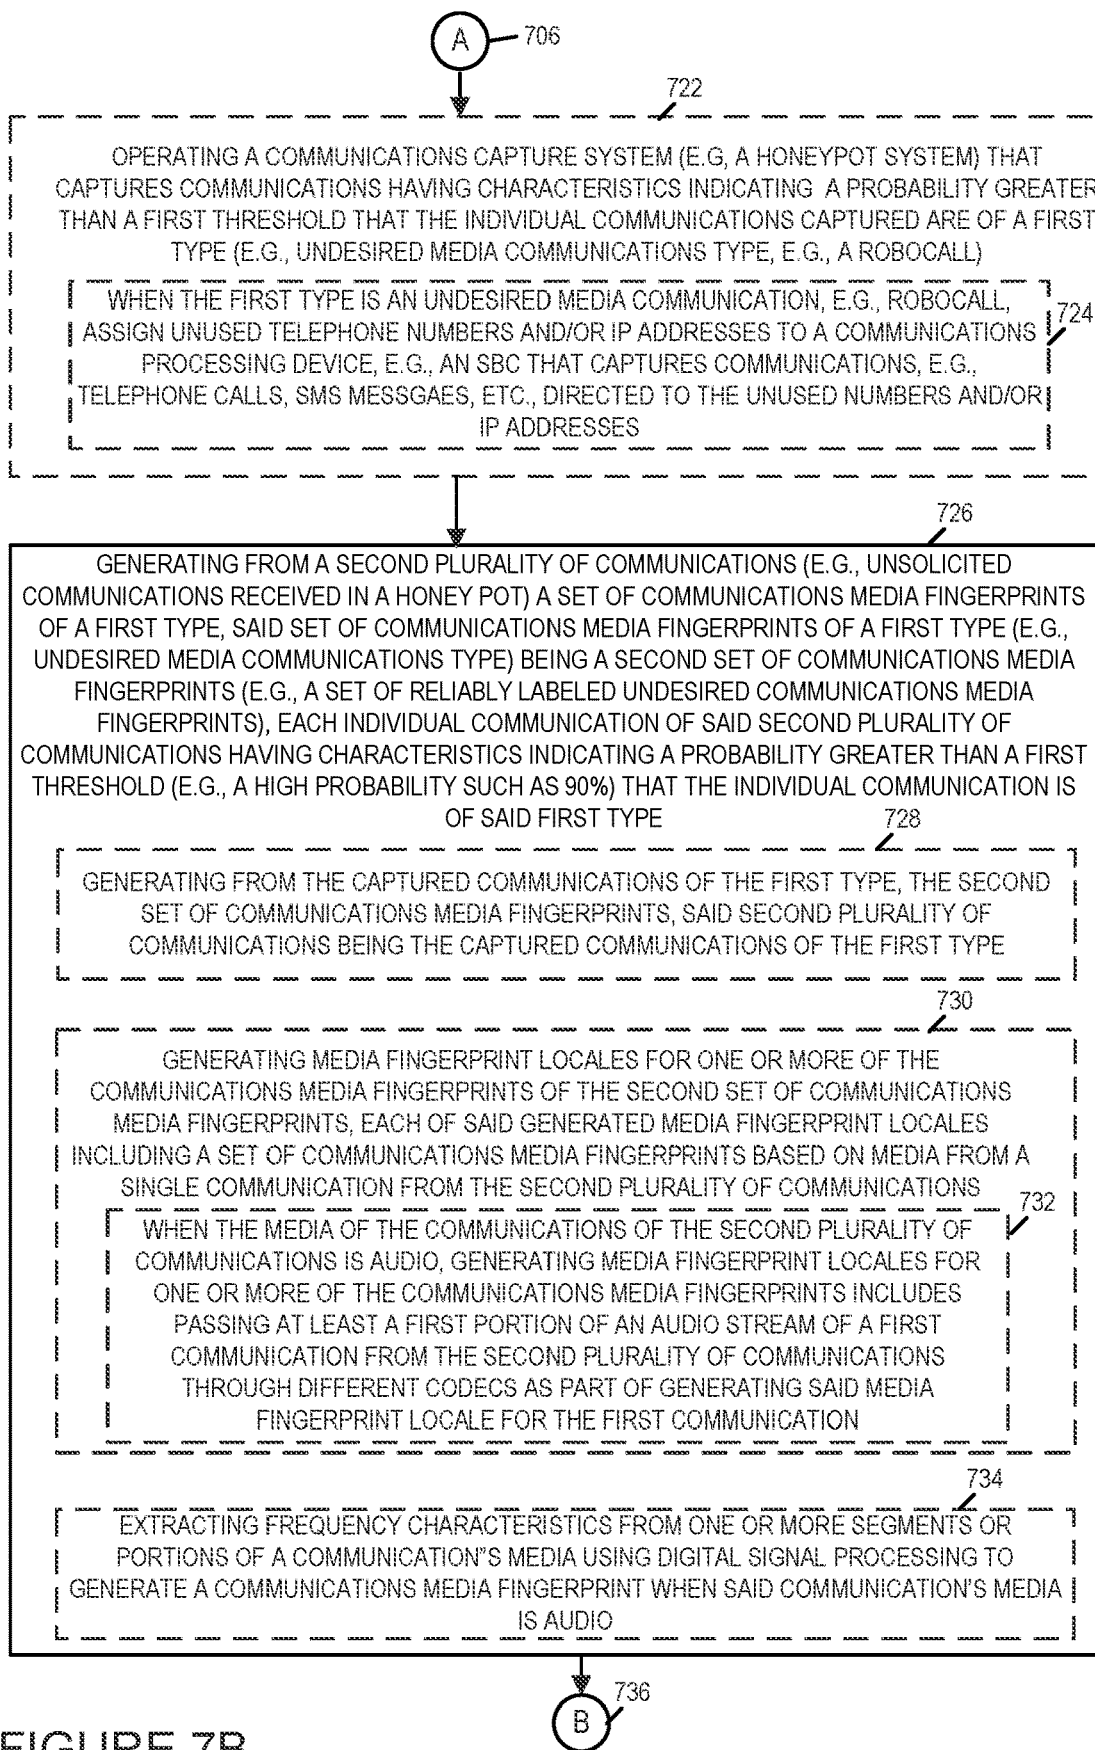 A
706
722
OPERATING A COMMUNICATIONS CAPTURE SYSTEM (E.G, A HONEYPOT SYSTEM) THAT
CAPTURES COMMUNICATIONS HAVING CHARACTERISTICS INDICATING A PROBABILITY GREATER
THAN A FIRST THRESHOLD THAT THE INDIVIDUAL COMMUNICATIONS CAPTURED ARE OF A FIRST
TYPE (E.G., UNDESIRED MEDIA COMMUNICATIONS TYPE, E.G., A ROBOCALL)
WHEN THE FIRST TYPE IS AN UNDESIRED MEDIA COMMUNICATION, E.G., ROBOCALL,
724
ASSIGN UNUSED TELEPHONE NUMBERS AND/OR IP ADDRESSES TO A COMMUNICATIONS
PROCESSING DEVICE, E.G., AN SBC THAT CAPTURES COMMUNICATIONS, E.G.,
TELEPHONE CALLS, SMS MESSGAES, ETC., DIRECTED TO THE UNUSED NUMBERS AND/OR
IP ADDRESSES
726
GENERATING FROM A SECOND PLURALITY OF COMMUNICATIONS (E.G., UNSOLICITED
COMMUNICATIONS RECEIVED IN A HONEY POT) A SET OF COMMUNICATIONS MEDIA FINGERPRINTS
OF A FIRST TYPE, SAID SET OF COMMUNICATIONS MEDIA FINGERPRINTS OF A FIRST TYPE (E.G.,
UNDESIRED MEDIA COMMUNICATIONS TYPE) BEING A SECOND SET OF COMMUNICATIONS MEDIA
FINGERPRINTS (E.G., A SET OF RELIABLY LABELED UNDESIRED COMMUNICATIONS MEDIA
FINGERPRINTS), EACH INDIVIDUAL COMMUNICATION OF SAID SECOND PLURALITY OF
COMMUNICATIONS HAVING CHARACTERISTICS INDICATING A PROBABILITY GREATER THAN A FIRST
THRESHOLD (E.G., A HIGH PROBABILITY SUCH AS 90%) THAT THE INDIVIDUAL COMMUNICATION IS
OF SAID FIRST TYPE
728
GENERATING FROM THE CAPTURED COMMUNICATIONS OF THE FIRST TYPE, THE SECOND
SET OF COMMUNICATIONS MEDIA FINGERPRINTS, SAID SECOND PLURALITY OF
COMMUNICATIONS BEING THE CAPTURED COMMUNICATIONS OF THE FIRST TYPE
730
GENERATING MEDIA FINGERPRINT LOCALES FOR ONE OR MORE OF THE
COMMUNICATIONS MEDIA FINGERPRINTS OF THE SECOND SET OF COMMUNICATIONS
MEDIA FINGERPRINTS, EACH OF SAID GENERATED MEDIA FINGERPRINT LOCALES
INCLUDING A SET OF COMMUNICATIONS MEDIA FINGERPRINTS BASED ON MEDIA FROM A
SINGLE COMMUNICATION FROM THE SECOND PLURALITY OF COMMUNICATIONS
732
WHEN THE MEDIA OF THE COMMUNICATIONS OF THE SECOND PLURALITY OF
COMMUNICATIONS IS AUDIO, GENERATING MEDIA FINGERPRINT LOCALES FOR
ONE OR MORE OF THE COMMUNICATIONS MEDIA FINGERPRINTS INCLUDES
PASSING AT LEAST A FIRST PORTION OF AN AUDIO STREAM OF A FIRST
COMMUNICATION FROM THE SECOND PLURALITY OF COMMUNICATIONS
THROUGH DIFFERENT CODECS AS PART OF GENERATING SAID MEDIA
FINGERPRINT LOCALE FOR THE FIRST COMMUNICATION
734
EXTRACTING FREQUENCY CHARACTERISTICS FROM ONE OR MORE SEGMENTS OR
PORTIONS OF A COMMUNICATION"S MEDIA USING DIGITAL SIGNAL PROCESSING TO
GENERATE A COMMUNICATIONS MEDIA FINGERPRINT WHEN SAID COMMUNICATION'S MEDIA
IS AUDIO
736
B
FIGURE 7B